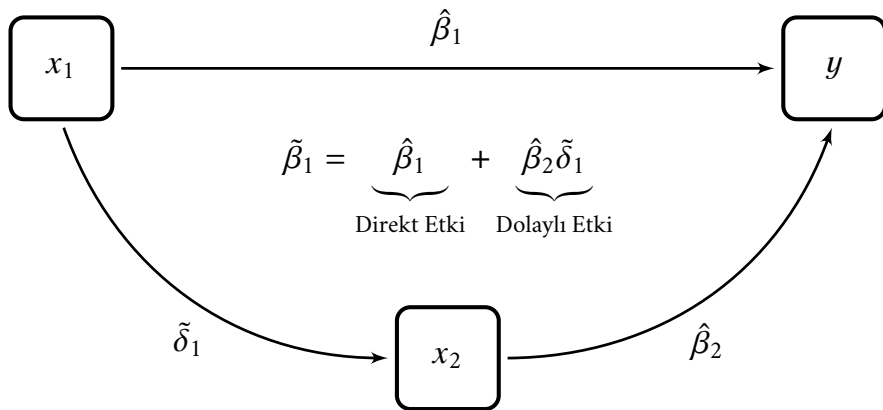 β̂₁
x₁
y
β̃₁ = β̂₁ + β̂₂δ̃₁
Direkt Etki Dolaylı Etki
δ̃₁
x₂
β̂₂